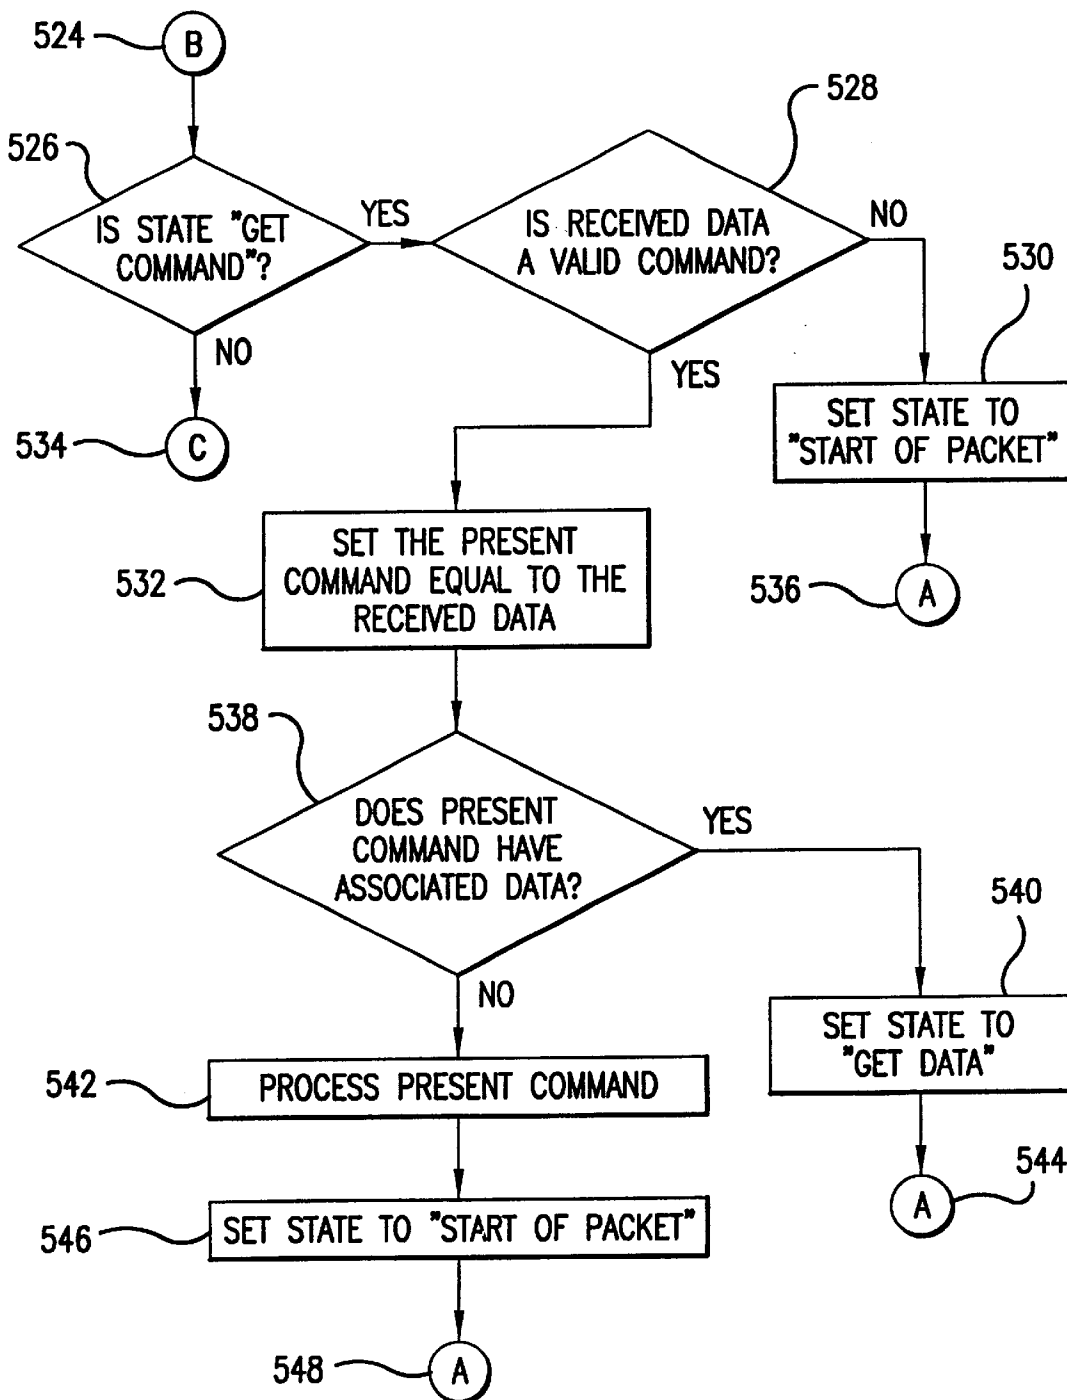 524
B
528
526
IS STATE "GET
COMMAND"?
YES
IS RECEIVED DATA
A VALID COMMAND?
NO
530
NO
YES
SET STATE TO
"START OF PACKET"
534
C
SET THE PRESENT
COMMAND EQUAL TO THE
RECEIVED DATA
532
536
A
538
DOES PRESENT
COMMAND HAVE
ASSOCIATED DATA?
YES
540
NO
SET STATE TO
"GET DATA"
542
PROCESS PRESENT COMMAND
544
A
546
SET STATE TO "START OF PACKET"
548
A